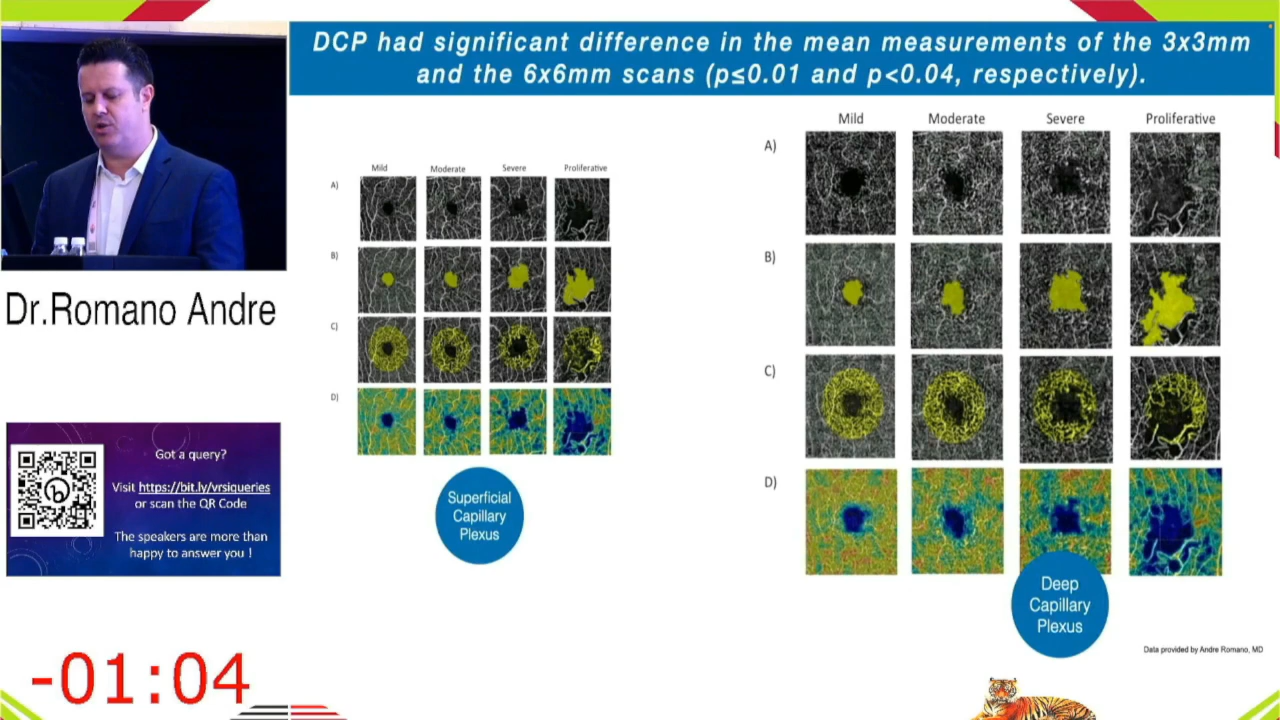 DCP had significant difference in the mean measurements of the 3x3mm
and the 6x6mm scans (p≤0.01 and p<0.04, respectively).
Dr.Romano Andre
Got a query?
Visit https://bit.ly/vrsiqueries
or scan the QR Code
The speakers are more than
happy to answer you !
-01:04
Mild Moderate Severe Proliferative
A)
B)
C)
D)
Superficial
Capillary
Plexus
Mild Moderate Severe Proliferative
A)
B)
C)
D)
Deep
Capillary
Plexus
Data provided by Andre Romano, MD